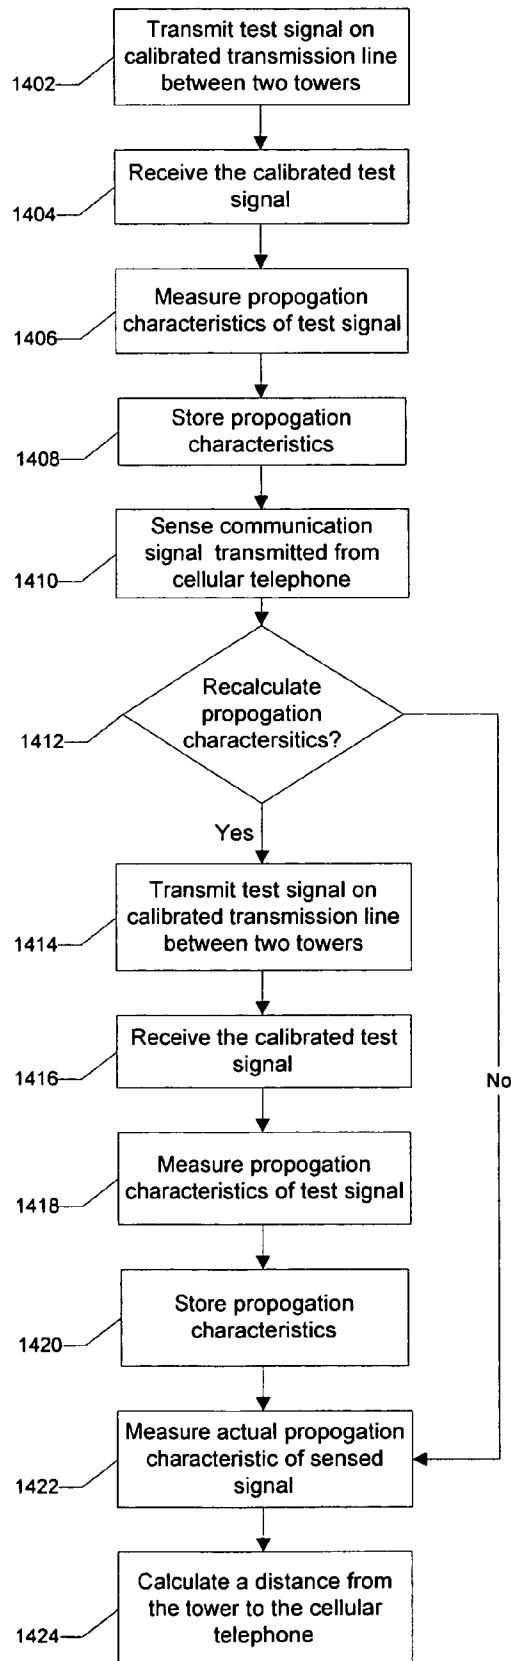 Transmit test signal on
calibrated transmission line
between two towers
1402
Receive the calibrated test
signal
1404
Measure propogation
characteristics of test signal
1406
Store propogation
characteristics
1408
Sense communication
signal transmitted from
cellular telephone
1410
Recalculate
propogation
charactersitics?
1412
Yes
Transmit test signal on
calibrated transmission line
between two towers
1414
Receive the calibrated test
signal
1416
No
Measure propogation
characteristics of test signal
1418
Store propogation
characteristics
1420
Measure actual propogation
characteristic of sensed
signal
1422
Calculate a distance from
the tower to the cellular
telephone
1424